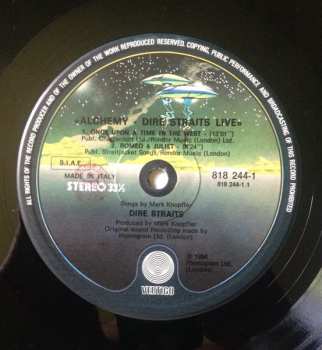 ALL RIGHTS OF THE RECORD PRODUCER AND OF THE OWNER OF THE WORK REPRODUCED RESERVED. COPYING, PUBLIC PERFORMANCE AND BROADCASTING OF THIS RECORD PROHIBITED
«ALCHEMY - DIRE STRAITS LIVE»
1. ONCE UPON A TIME IN THE WEST - (13'01")
Publ. Straitjacket Ltd./Rondor Music (London) Ltd.
2. ROMEO & JULIET - (8'24")
Publ. Straitjacket Songs/ Rondor Music (London)
S.I.A.E.
MADE IN ITALY
STEREO 33⅓
818 244-1
818 244-1.1
Songs by Mark Knopfler
DIRE STRAITS
Produced by Mark Knopfler
Original sound Recording made by
Phonogram Ltd. (London)
℗ 1984
Phonogram Ltd.
(London)
VERTIGO